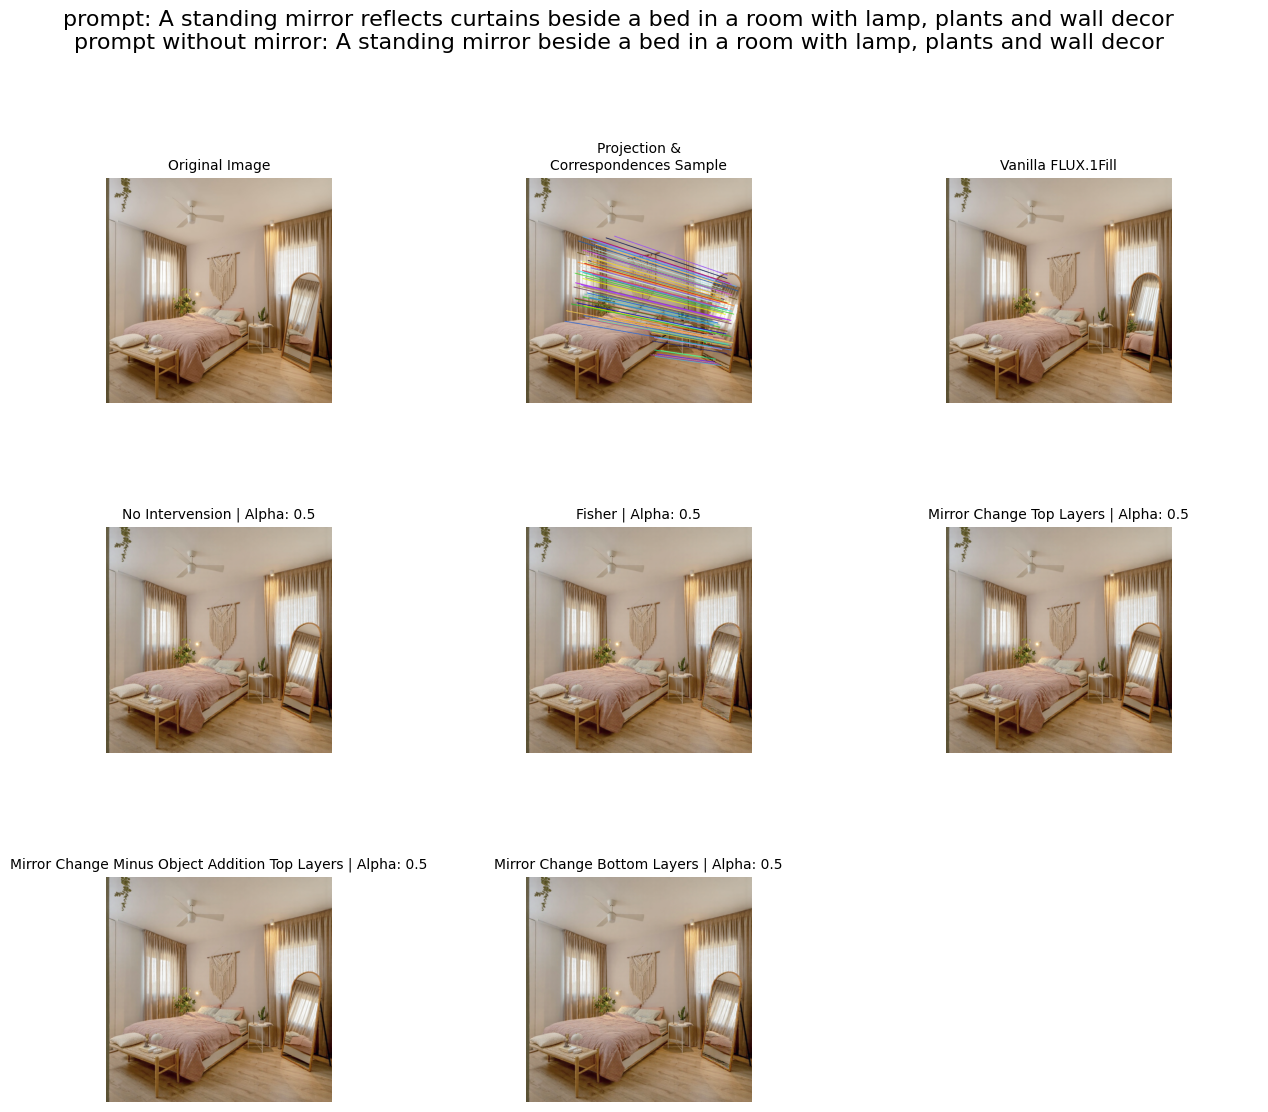 prompt: A standing mirror reflects curtains beside a bed in a room with lamp, plants and wall decor
prompt without mirror: A standing mirror beside a bed in a room with lamp, plants and wall decor
Original Image
Projection &
Correspondences Sample
Vanilla FLUX.1Fill
No Intervension | Alpha: 0.5
Fisher | Alpha: 0.5
Mirror Change Top Layers | Alpha: 0.5
Mirror Change Minus Object Addition Top Layers | Alpha: 0.5
Mirror Change Bottom Layers | Alpha: 0.5